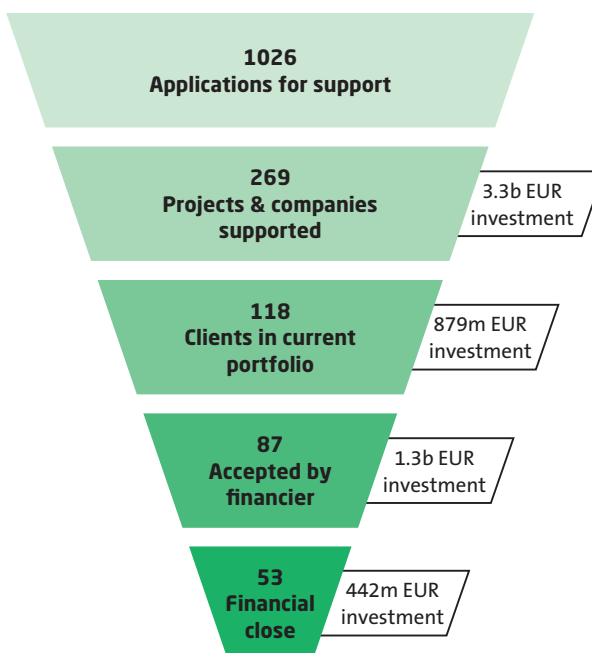 1026
Applications for support
269
Projects & companies
supported
3.3b EUR
investment
118
Clients in current
portfolio
879m EUR
investment
87
Accepted by
financier
1.3b EUR
investment
53
Financial
close
442m EUR
investment